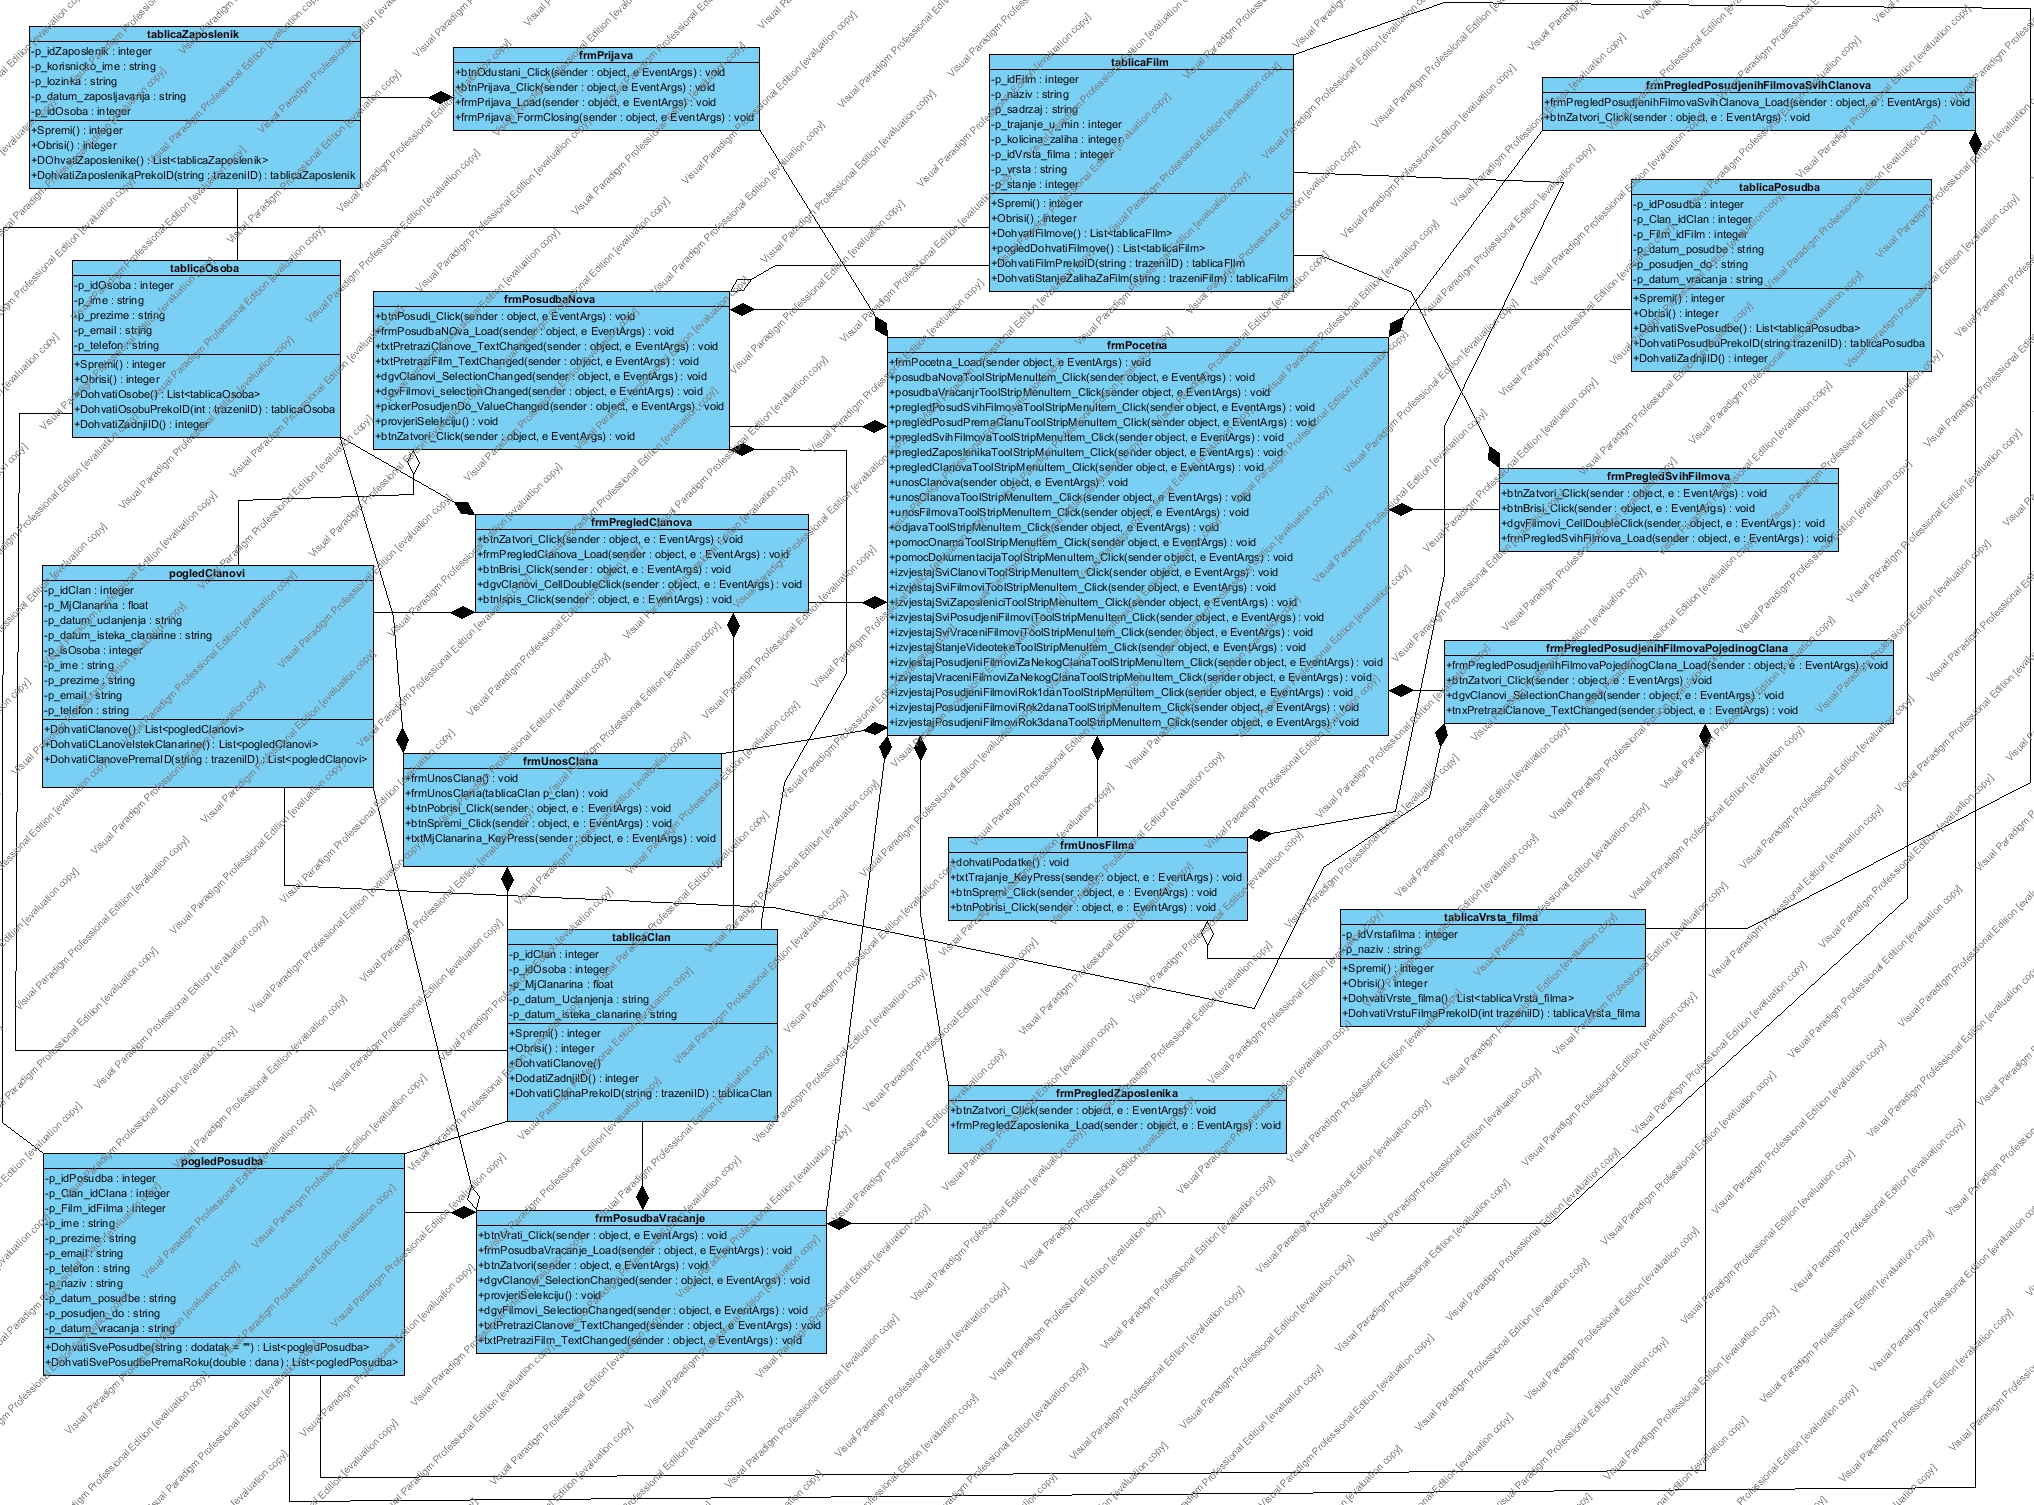 tablicaZaposlenik
-p_idZaposlenik : integer
-p_korisnicko_ime : string
-p_lozinka : string
-p_datum_zaposljavanja : string
-p_idOsoba : integer
+Spremi() : integer
+Obrisi() : integer
+DOhvatiZaposlenike() : List<tablicaZaposlenik>
+DohvatiZaposlenikaPrekoID(string : trazeniID) : tablicaZaposlenik
frmPrijava
+btnOdustani_Click(sender : object, e EventArgs) : void
+btnPrijava_Click(sender : object, e EventArgs) : void
+frmPrijava_Load(sender : object, e EventArgs) : void
+frmPrijava_FormClosing(sender : object, e EventArgs) : void
tablicaFilm
-p_idFilm : integer
-p_naziv : string
-p_sadrzaj : string
-p_trajanje_u_min : integer
-p_kolicina_zaliha : integer
-p_idVrsta_filma : integer
-p_vrsta : string
-p_stanje : integer
+Spremi() : integer
+Obrisi() : integer
+DohvatiFilmove() : List<tablicaFilm>
+pogledDohvatiFilmove() : List<tablicaFilm>
+DohvatiFilmPrekoID(string : trazeniID) : tablicaFilm
+DohvatiStanjeZalihaZaFilm(string : trazeniFilm) : tablicaFilm
frmPregledPosudjenihFilmovaSvihClanova
+frmPregledPosudjenihFilmovaSvihClanova_Load(sender : object, e : EventArgs) : void
+btnZatvori_Click(sender : object, e : EventArgs) : void
tablicaPosudba
-p_idPosudba : integer
-p_Clan_idClan : integer
-p_Film_idFilm : integer
-p_datum_posudbe : string
-p_posudjen_do : string
-p_datum_vracanja : string
+Spremi() : integer
+Obrisi() : integer
+DohvatiSvePosudbe() : List<tablicaPosudba>
+DohvatiPosudbuPrekoID(string trazeniID) : tablicaPosudba
+DohvatiZadnjiID() : integer
tablicaOsoba
-p_idOsoba : integer
-p_ime : string
-p_prezime : string
-p_email : string
-p_telefon : string
+Spremi() : integer
+Obrisi() : integer
+DohvatiOsobe() : List<tablicaOsoba>
+DohvatiOsobuPrekoID(int : trazeniID) : tablicaOsoba
+DohvatiZadnjiID() : integer
frmPosudbaNova
+btnPosudi_Click(sender : object, e EventArgs) : void
+frmPosudbaNOva_Load(sender : object, e EventArgs) : void
+txtPretraziClanove_TextChanged(sender : object, e EventArgs) : void
+txtPretraziFilm_TextChanged(sender : object, e EventArgs) : void
+dgvClanovi_SelectionChanged(sender : object, e EventArgs) : void
+dgvFilmovi_selectionChanged(sender : object, e EventArgs) : void
+pickerPosudjenDo_ValueChanged(sender : object, e EventArgs) : void
+provjeriSelekciju() : void
+btnZatvori_Click(sender : object, e EventArgs) : void
frmPocetna
+frmPocetna_Load(sender object, e EventArgs) : void
+posudbaNovaToolStripMenuItem_Click(sender object, e EventArgs) : void
+posudbaVracanjrToolStripMenuItem_Click(sender object, e EventArgs) : void
+pregledPosudSvihFilmovaToolStripMenuItem_Click(sender object, e EventArgs) : void
+pregledPosudPremaClanuToolStripMenuItem_Click(sender object, e EventArgs) : void
+pregledSvihFilmovaToolStripMenuItem_Click(sender object, e EventArgs) : void
+pregledZaposlenikaToolStripMenuItem_Click(sender object, e EventArgs) : void
+pregledClanovaToolStripMenuItem_Click(sender object, e EventArgs) : void
+unosClanova(sender object, e EventArgs) : void
+unosClanovaToolStripMenuItem_Click(sender object, e EventArgs) : void
+unosFilmovaToolStripMenuItem_Click(sender object, e EventArgs) : void
+odjavaToolStripMenuItem_Click(sender object, e EventArgs) : void
+pomocOnamaToolStripMenuItem_Click(sender object, e EventArgs) : void
+pomocDokumentacijaToolStripMenuItem_Click(sender object, e EventArgs) : void
+izvjestajSviClanoviToolStripMenuItem_Click(sender object, e EventArgs) : void
+izvjestajSviFilmoviToolStripMenuItem_Click(sender object, e EventArgs) : void
+izvjestajSviZaposleniciToolStripMenuItem_Click(sender object, e EventArgs) : void
+izvjestajSviPosudjeniFilmoviToolStripMenuItem_Click(sender object, e EventArgs) : void
+izvjestajSviVraceniFilmoviToolStripMenuItem_Click(sender object, e EventArgs) : void
+izvjestajStanjeVideotekeToolStripMenuItem_Click(sender object, e EventArgs) : void
+izvjestajPosudjeniFilmoviZaNekogClanaToolStripMenuItem_Click(sender object, e EventArgs) : void
+izvjestajVraceniFilmoviZaNekogClanaToolStripMenuItem_Click(sender object, e EventArgs) : void
+izvjestajPosudjeniFilmoviRok1danToolStripMenuItem_Click(sender object, e EventArgs) : void
+izvjestajPosudjeniFilmoviRok2danaToolStripMenuItem_Click(sender object, e EventArgs) : void
+izvjestajPosudjeniFilmoviRok3danaToolStripMenuItem_Click(sender object, e EventArgs) : void
frmPregledSvihFilmova
+btnZatvori_Click(sender : object, e : EventArgs) : void
+btnBrisi_Click(sender : object, e : EventArgs) : void
+dgvFilmovi_CellDoubleClick(sender : object, e : EventArgs) : void
+frmPregledSvihFilmova_Load(sender : object, e : EventArgs) : void
frmPregledClanova
+btnZatvori_Click(sender : object, e : EventArgs) : void
+frmPregledClanova_Load(sender : object, e : EventArgs) : void
+btnBrisi_Click(sender : object, e : EventArgs) : void
+dgvClanovi_CellDoubleClick(sender : object, e : EventArgs) : void
+btnIspis_Click(sender : object, e : EventArgs) : void
pogledClanovi
-p_idClan : integer
-p_MjClanarina : float
-p_datum_uclanjenja : string
-p_datum_isteka_clanarine : string
-p_isOsoba : integer
-p_ime : string
-p_prezime : string
-p_email : string
-p_telefon : string
+DohvatiClanove() : List<pogledClanovi>
+DohvatiCLanoveIstekClanarine() : List<pogledClanovi>
+DohvatiClanovePremaID(string : trazeniID) : List<pogledClanovi>
frmPregledPosudjenihFilmovaPojedinogClana
+frmPregledPosudjenihFilmovaPojedinogClana_Load(sender : object, e : EventArgs) : void
+btnZatvori_Click(sender : object, e : EventArgs) : void
+dgvClanovi_SelectionChanged(sender : object, e : EventArgs) : void
+tnxPretraziClanove_TextChanged(sender : object, e : EventArgs) : void
frmUnosClana
+frmUnosClana() : void
+frmUnosClana(tablicaClan p_clan) : void
+btnPobrisi_Click(sender : object, e : EventArgs) : void
+btnSpremi_Click(sender : object, e : EventArgs) : void
+txtMjClanarina_KeyPress(sender : object, e : EventArgs) : void
frmUnosFilma
+dohvatiPodatke() : void
+txtTrajanje_KeyPress(sender : object, e : EventArgs) : void
+btnSpremi_Click(sender : object, e : EventArgs) : void
+btnPobrisi_Click(sender : object, e : EventArgs) : void
tablicaVrsta_filma
-p_idVrstafilma : integer
-p_naziv : string
+Spremi() : integer
+Obrisi() : integer
+DohvatiVrste_filma() : List<tablicaVrsta_filma>
+DohvatiVrstuFilmaPrekoID(int trazeniID) : tablicaVrsta_filma
tablicaClan
-p_idClan : integer
-p_idOsoba : integer
-p_MjClanarina : float
-p_datum_Uclanjenja : string
-p_datum_isteka_clanarine : string
+Spremi() : integer
+Obrisi() : integer
+DohvatiClanove()
+DodatiZadnjiID() : integer
+DohvatiClanaPrekoID(string : trazeniID) : tablicaClan
frmPregledZaposlenika
+btnZatvori_Click(sender : object, e : EventArgs) : void
+frmPregledZaposlenika_Load(sender : object, e : EventArgs) : void
pogledPosudba
-p_idPosudba : integer
-p_Clan_idClana : integer
-p_Film_idFilma : integer
-p_ime : string
-p_prezime : string
-p_email : string
-p_telefon : string
-p_naziv : string
-p_datum_posudbe : string
-p_posudjen_do : string
-p_datum_vracanja : string
+DohvatiSvePosudbe(string : dodatak = "") : List<pogledPosudba>
+DohvatiSvePosudbePremaRoku(double : dana) : List<pogledPosudba>
frmPosudbaVracanje
+btnVrati_Click(sender : object, e EventArgs) : void
+frmPosudbaVracanje_Load(sender : object, e EventArgs) : void
+btnZatvori(sender : object, e EventArgs) : void
+dgvClanovi_SelectionChanged(sender : object, e EventArgs) : void
+provjeriSelekciju() : void
+dgvFilmovi_SelectionChanged(sender : object, e EventArgs) : void
+txtPretraziClanove_TextChanged(sender : object, e EventArgs) : void
+txtPretraziFilm_TextChanged(sender : object, e EventArgs) : void
Visual Paradigm Professional Edition [evaluation copy]